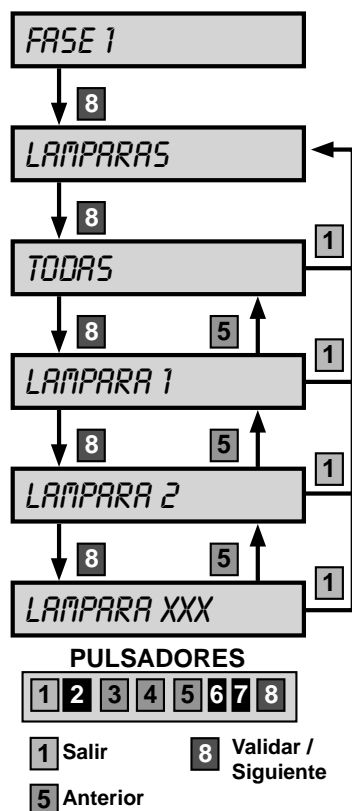 FASE 1
8
LAMPARAS
8
TODAS
1
8
5
LAMPARA 1
1
8
5
LAMPARA 2
1
8
5
LAMPARA XXX
1
PULSADORES
1 2 3 4 5 6 7 8
1 Salir
8 Validar /
Siguiente
5 Anterior